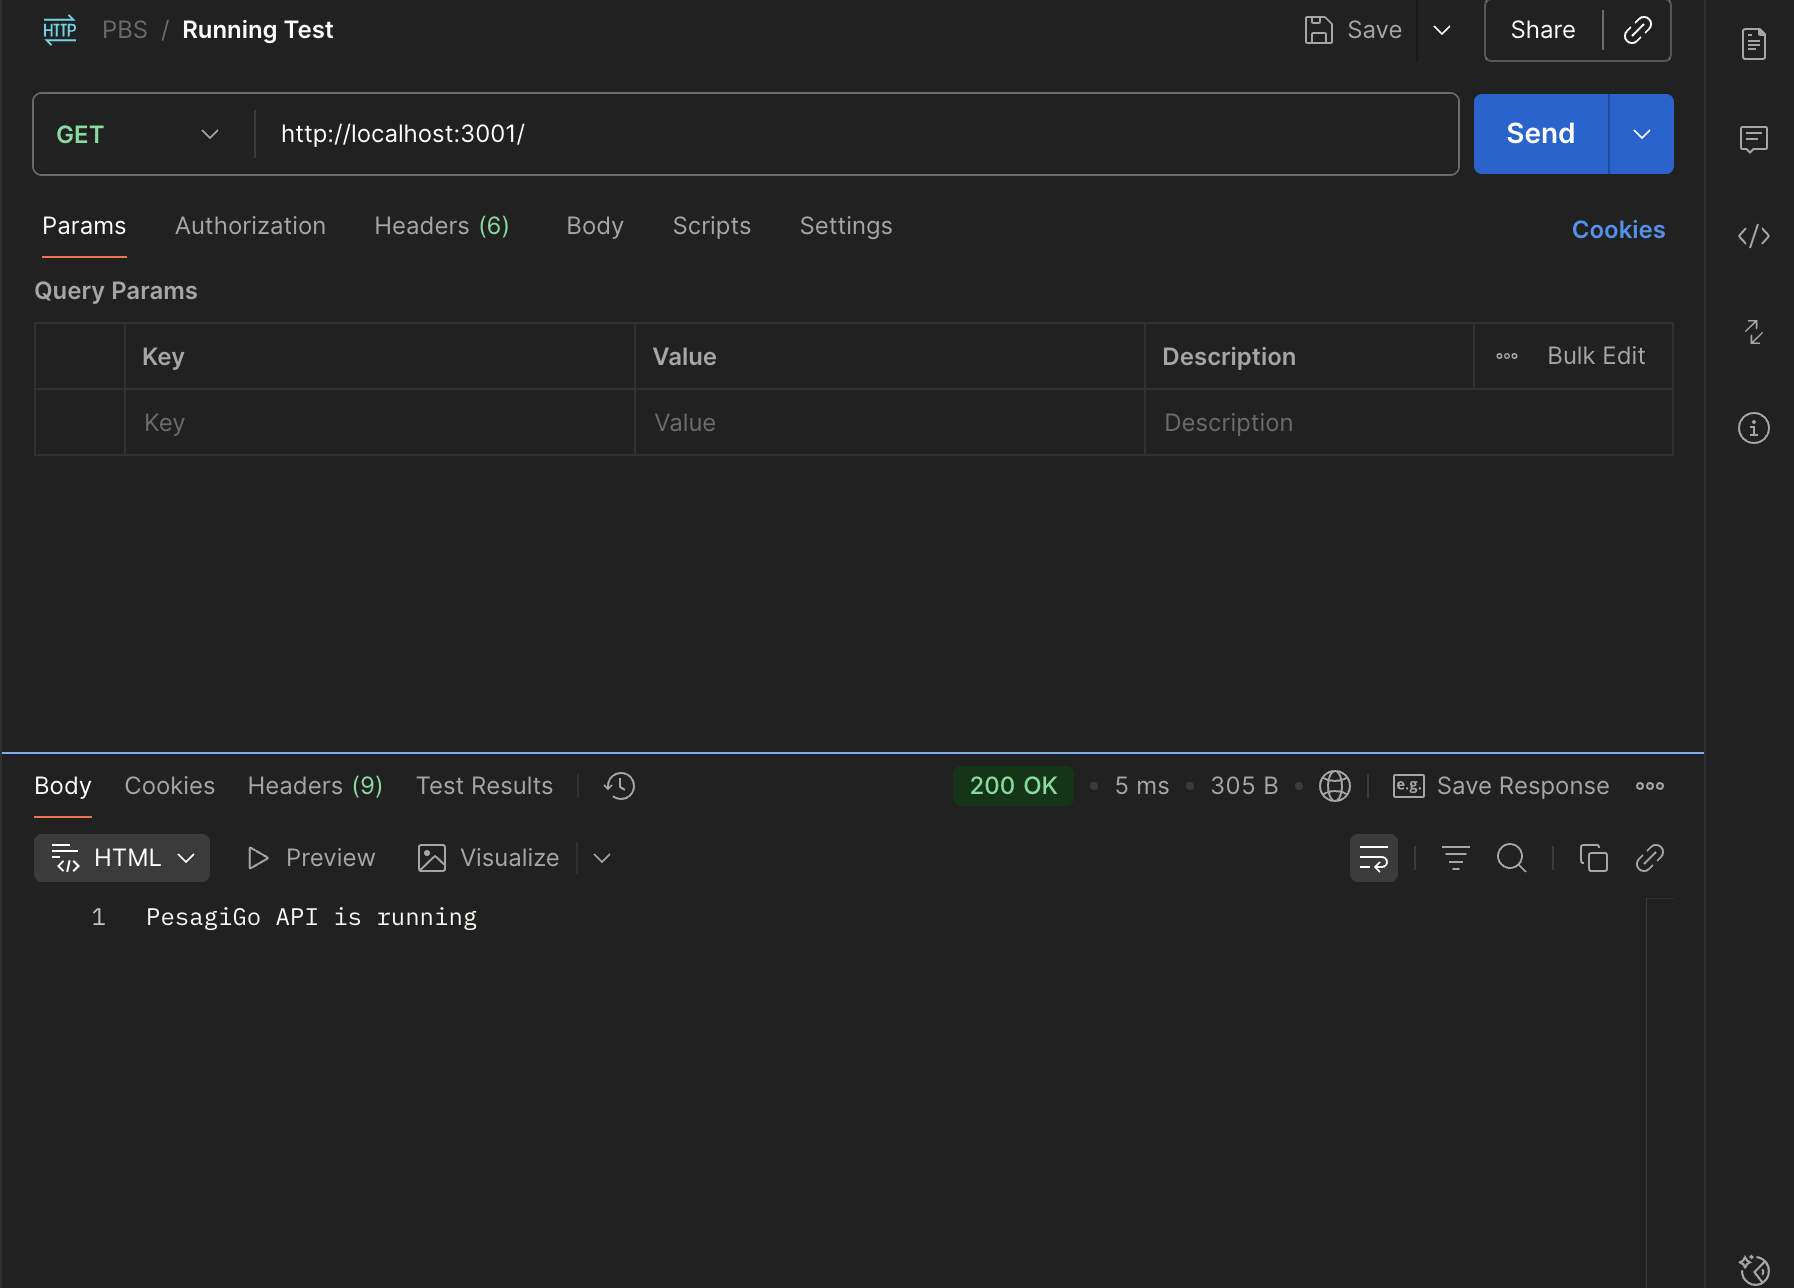 HTTP PBS / Running Test Save Share
GET http://localhost:3001/ Send
Params Authorization Headers (6) Body Scripts Settings Cookies
Query Params
Key Value Description Bulk Edit
Key Value Description
Body Cookies Headers (9) Test Results 200 OK • 5 ms • 305 B • e.g. Save Response
HTML Preview Visualize
1 PesagiGo API is running